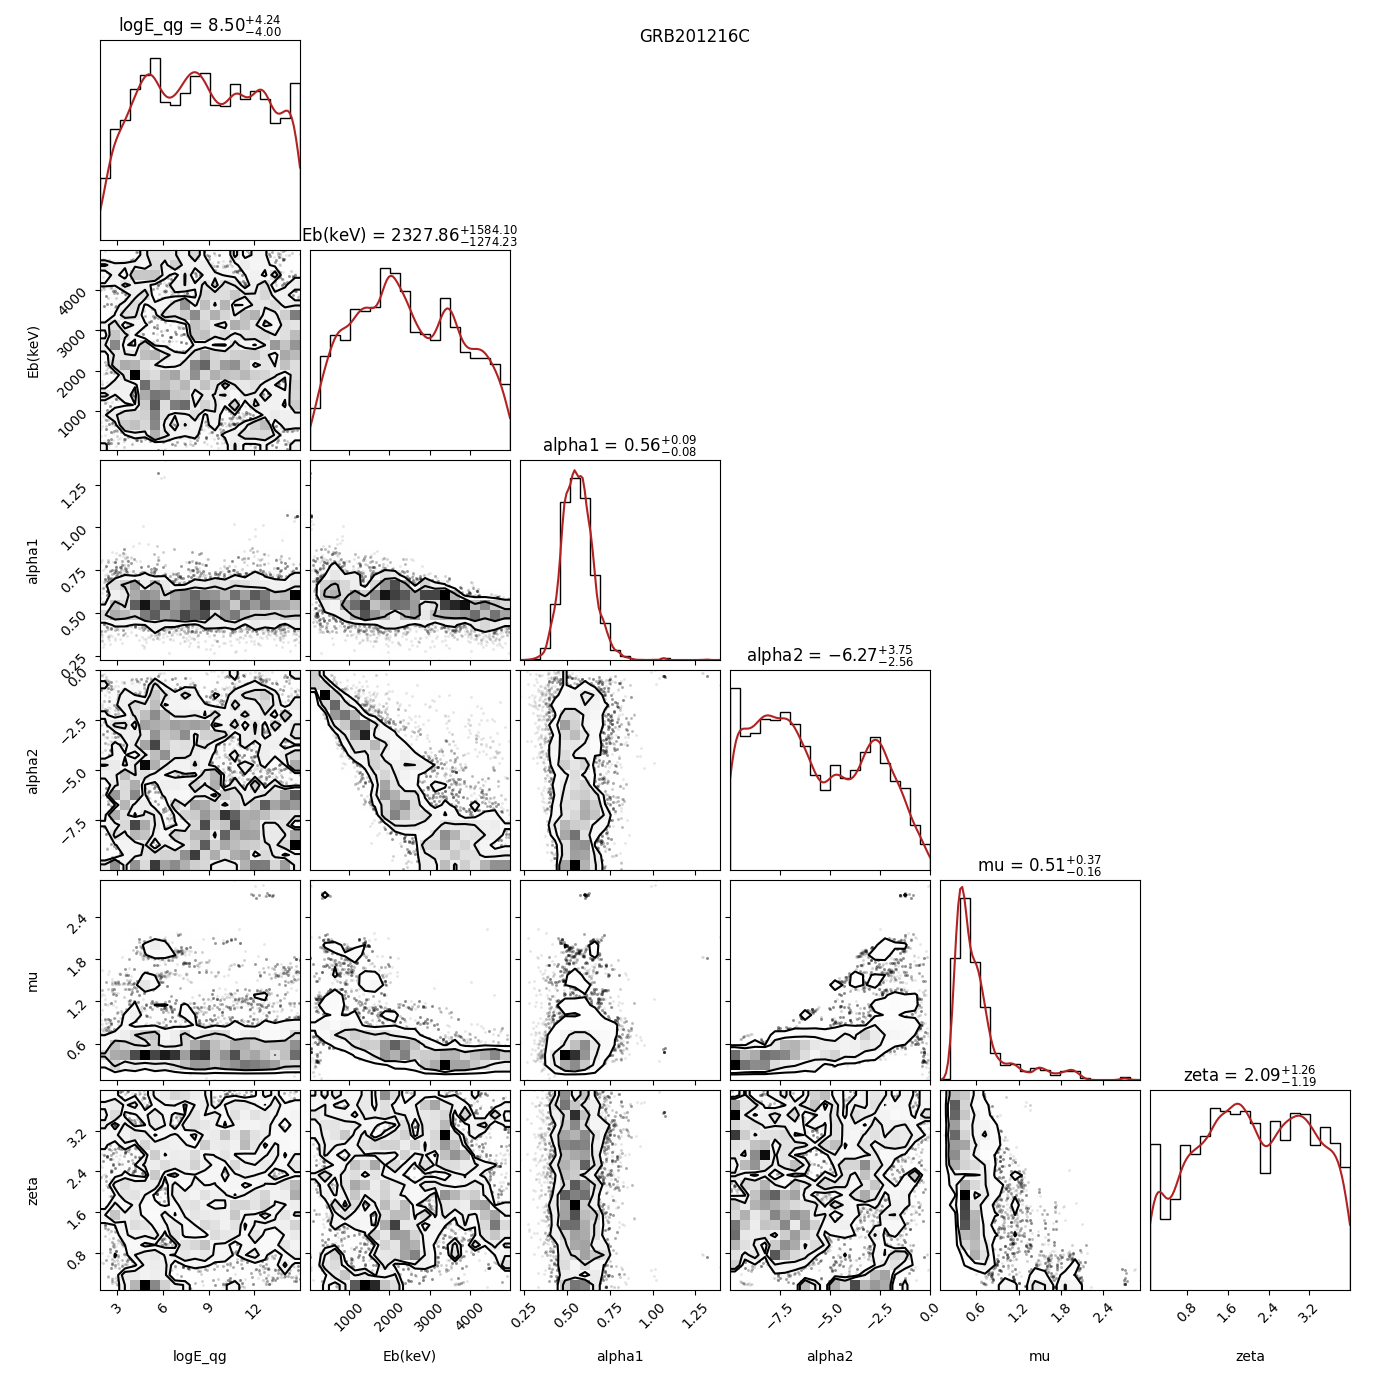 GRB201216C
logE_qg = 8.50+4.24−4.00
Eb(keV) = 2327.86+1584.10−1274.23
alpha1 = 0.56+0.09−0.08
alpha2 = −6.27+3.75−2.56
mu = 0.51+0.37−0.16
zeta = 2.09+1.26−1.19
Eb(keV)
4000
3000
2000
1000
alpha1
1.25
1.00
0.75
0.50
0.25
alpha2
0.0
−2.5
−5.0
−7.5
mu
2.4
1.8
1.2
0.6
zeta
3.2
2.4
1.6
0.8
3 6 9 12
1000 2000 3000 4000
0.25 0.50 0.75 1.00 1.25
−7.5 −5.0 −2.5 0.0
0.6 1.2 1.8 2.4
0.8 1.6 2.4 3.2
logE_qg Eb(keV) alpha1 alpha2 mu zeta